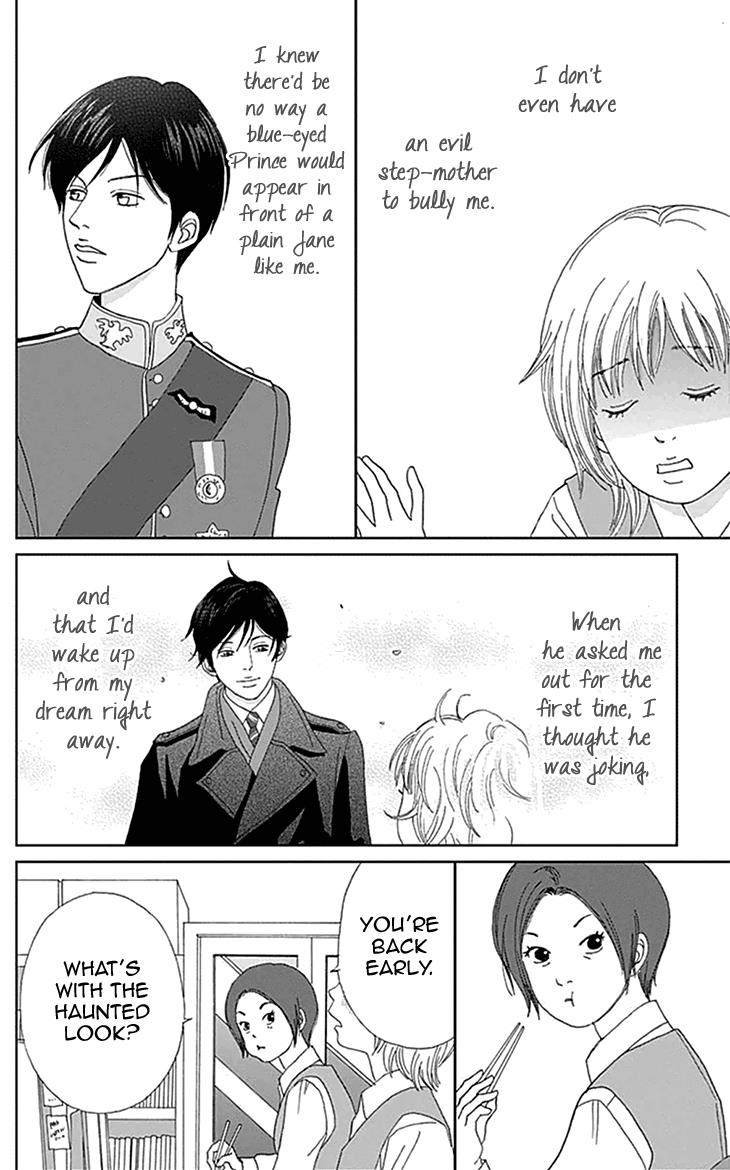 I don't
even have
an evil
step-mother
to bully me.
I knew
there'd be
no way a
blue-eyed
Prince would
appear in
front of a
plain Jane
like me.
When
he asked me
out for the
first time, I
thought he
was joking,
and
that I'd
wake up
from my
dream right
away.
YOU'RE
BACK
EARLY.
WHAT'S
WITH THE
HAUNTED
LOOK?